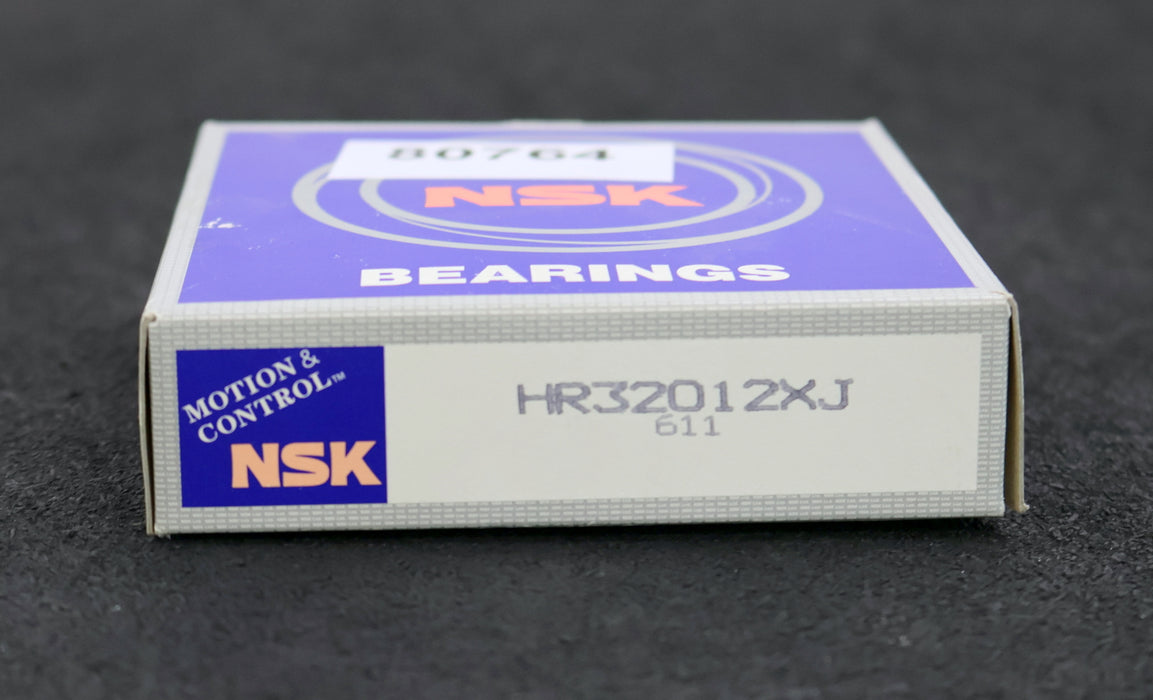 80764
NSK
BEARINGS
MOTION &
CONTROL™
NSK
HR32012XJ
611